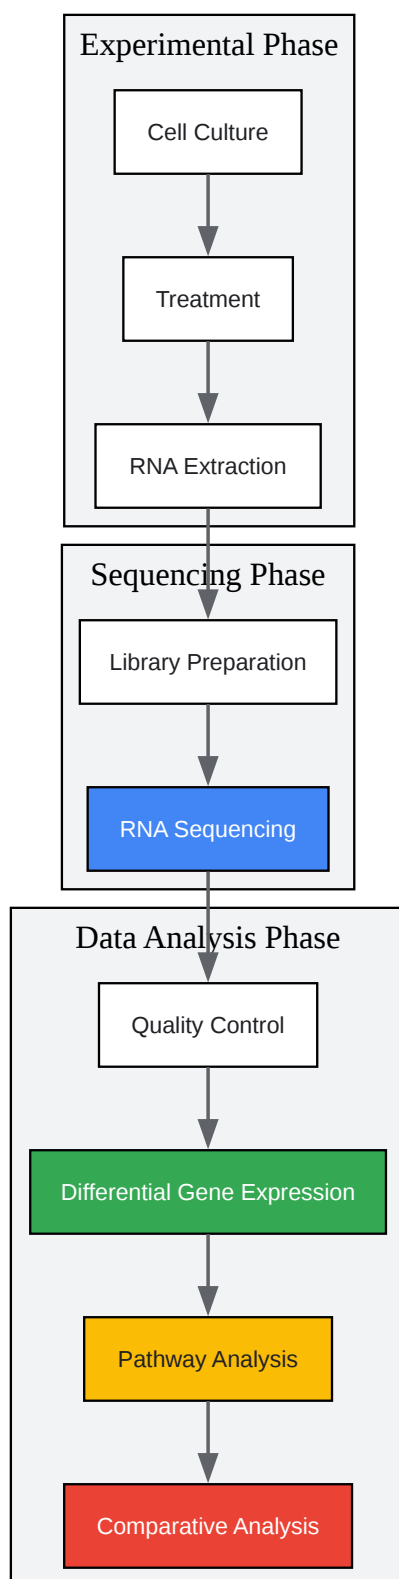 Experimental Phase
Cell Culture
Treatment
RNA Extraction
Sequencing Phase
Library Preparation
RNA Sequencing
Data Analysis Phase
Quality Control
Differential Gene Expression
Pathway Analysis
Comparative Analysis